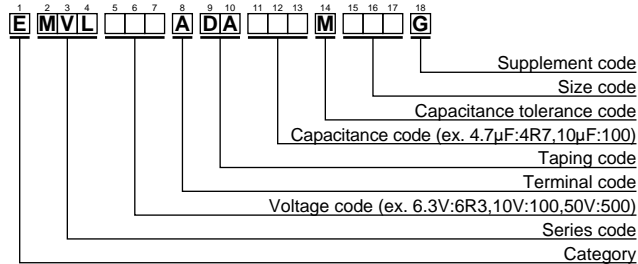 1 2 3 4 5 6 7 8 9 10 11 12 13 14 15 16 17 18
E M V L A D A M G
Supplement code
Size code
Capacitance tolerance code
Capacitance code (ex. 4.7µF:4R7,10µF:100)
Taping code
Terminal code
Voltage code (ex. 6.3V:6R3,10V:100,50V:500)
Series code
Category